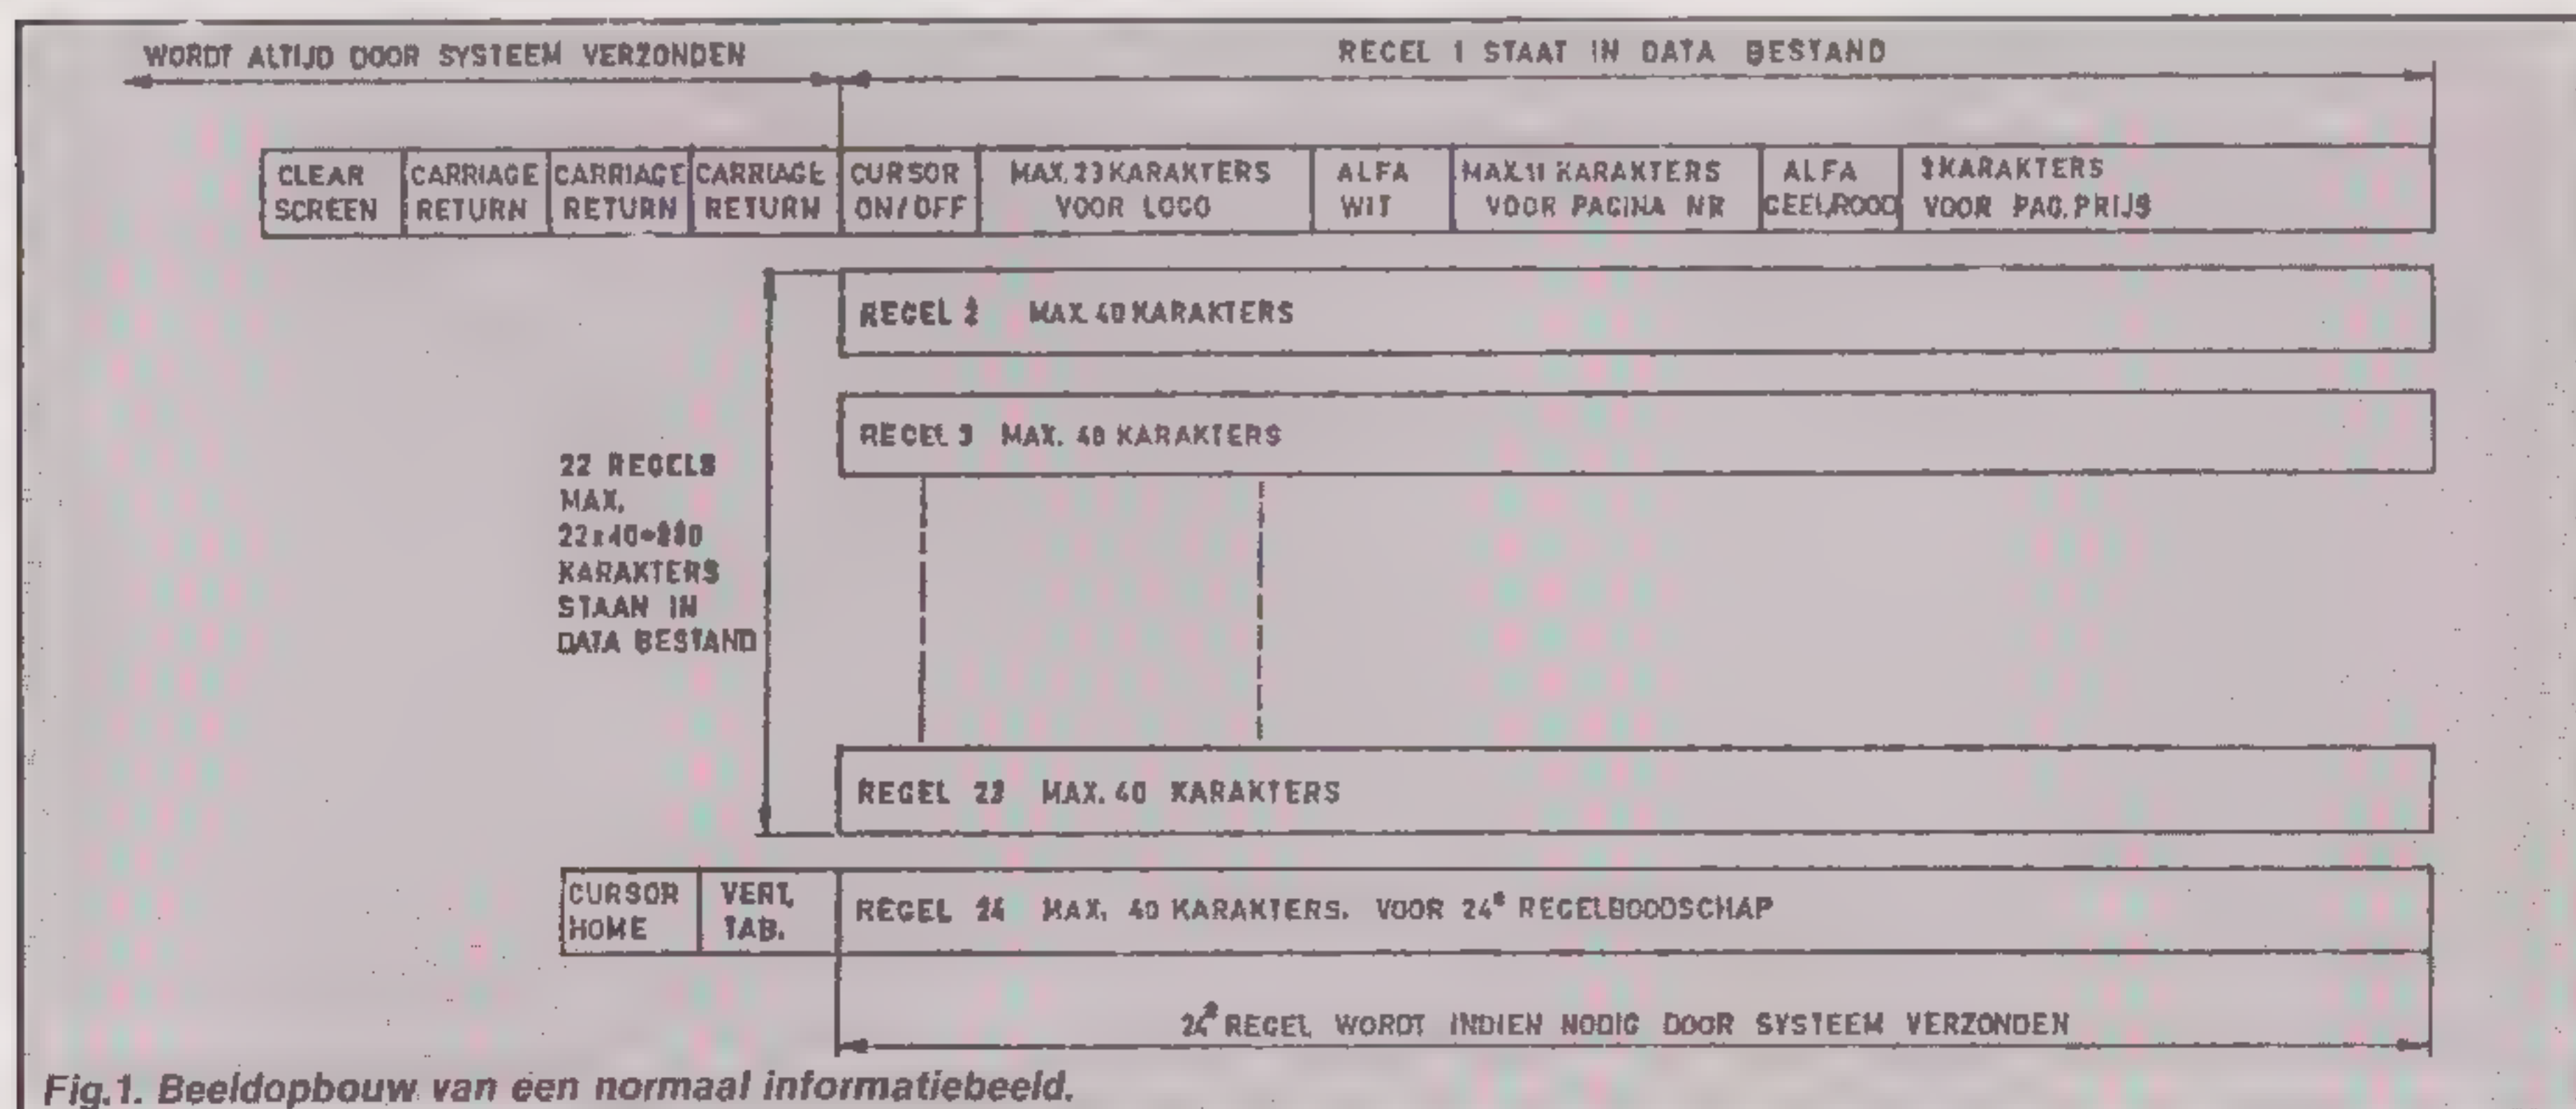 WORDT ALTIJD DOOR SYSTEEM VERZONDEN
REGEL 1 STAAT IN DATA BESTAND
CLEAR SCREEN
CARRIAGE RETURN
CARRIAGE RETURN
CARRIAGE RETURN
CURSOR ON/OFF
MAX. 23 KARAKTERS
VOOR LOGO
ALFA WIT
MAX. 11 KARAKTERS
VOOR PAGINA NR
ALFA
GEEL/ROOD
KARAKTERS
VOOR PAG. PRIJS
REGEL 2 MAX. 40 KARAKTERS
REGEL 3 MAX. 40 KARAKTERS
22 REGELS
MAX.
22x40=880
KARAKTERS
STAAN IN
DATA BESTAND
REGEL 23 MAX. 40 KARAKTERS
CURSOR HOME
VERT. TAB.
REGEL 24 MAX. 40 KARAKTERS. VOOR 24e REGELBOODSCHAP
24e REGEL WORDT INDIEN NODIG DOOR SYSTEEM VERZONDEN
Fig.1. Beeldopbouw van een normaal informatiebeeld.